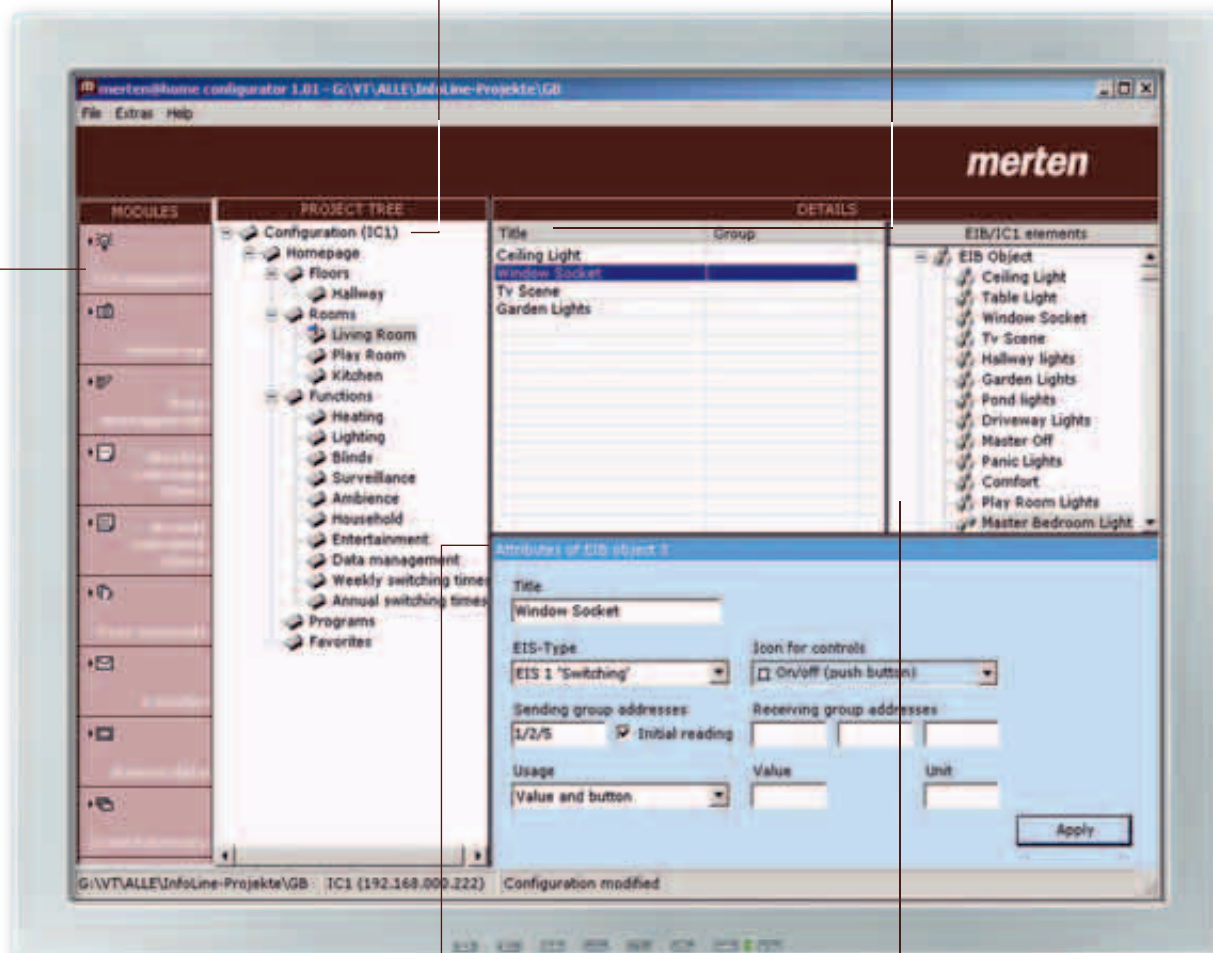 merten@home configurator 1.01 - G:\VT\ALLE\InfoLine-Projekte\GB
File Extras Help
merten
MODULES
PROJECT TREE
DETAILS
Configuration (IC1)
Homepage
Floors
Hallway
Rooms
Living Room
Play Room
Kitchen
Functions
Heating
Lighting
Blinds
Surveillance
Ambience
Household
Entertainment
Data management
Weekly switching times
Annual switching times
Programs
Favorites
Title Group
Ceiling Light
Window Socket
Tv Scene
Garden Lights
EIB/IC1 elements
EIB Object
Ceiling Light
Table Light
Window Socket
Tv Scene
Hallway lights
Garden Lights
Pond lights
Driveway Lights
Master Off
Panic Lights
Comfort
Play Room Lights
Master Bedroom Light
Attributes of EIB object 3
Title
Window Socket
EIS-Type Icon for controls
EIS 1 "Switching" On/off (push button)
Sending group addresses Receiving group addresses
1/2/5 Initial reading
Usage Value Unit
Value and button
Apply
G:\VT\ALLE\InfoLine-Projekte\GB IC1 (192.168.000.222) Configuration modified